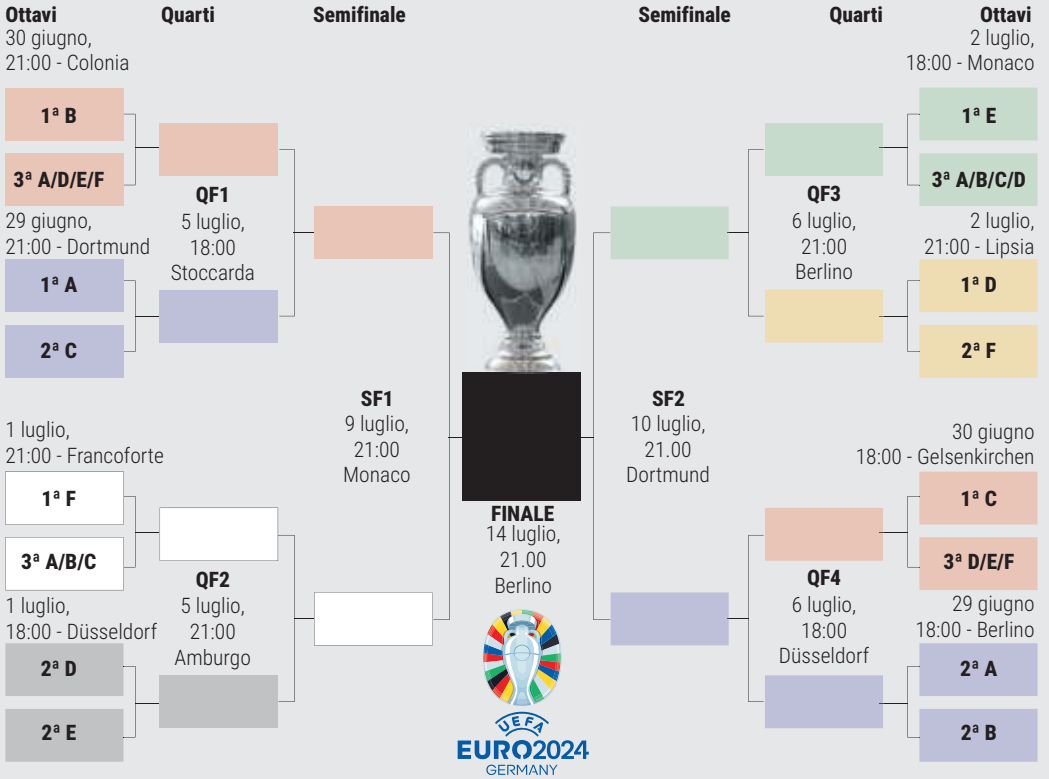 Ottavi
30 giugno,
21:00 - Colonia
1ª B
3ª A/D/E/F
29 giugno,
21:00 - Dortmund
1ª A
2ª C
1 luglio,
21:00 - Francoforte
1ª F
3ª A/B/C
1 luglio,
18:00 - Düsseldorf
2ª D
2ª E
Quarti
QF1
5 luglio,
18:00
Stoccarda
QF2
5 luglio,
21:00
Amburgo
Semifinale
SF1
9 luglio,
21:00
Monaco
FINALE
14 luglio,
21.00
Berlino
UEFA
EURO2024
GERMANY
Semifinale
SF2
10 luglio,
21.00
Dortmund
Quarti
QF3
6 luglio,
21:00
Berlino
QF4
6 luglio,
18:00
Düsseldorf
Ottavi
2 luglio,
18:00 - Monaco
1ª E
3ª A/B/C/D
2 luglio,
21:00 - Lipsia
1ª D
2ª F
30 giugno
18:00 - Gelsenkirchen
1ª C
3ª D/E/F
29 giugno
18:00 - Berlino
2ª A
2ª B